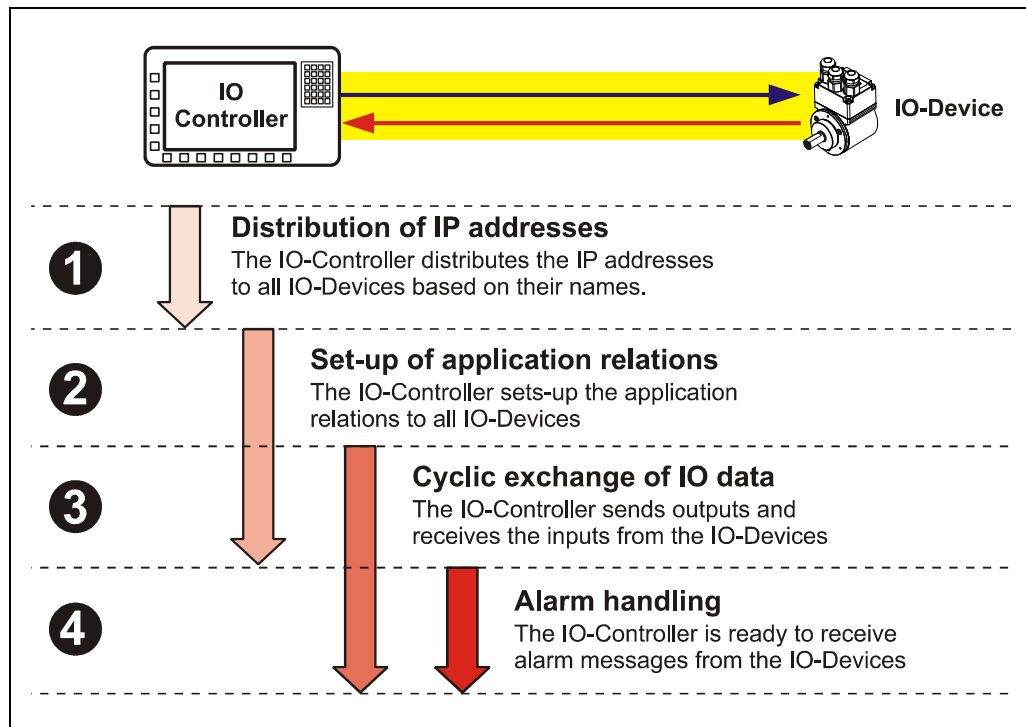 IO
Controller
IO-Device
1
Distribution of IP addresses
The IO-Controller distributes the IP addresses
to all IO-Devices based on their names.
2
Set-up of application relations
The IO-Controller sets-up the application
relations to all IO-Devices
3
Cyclic exchange of IO data
The IO-Controller sends outputs and
receives the inputs from the IO-Devices
4
Alarm handling
The IO-Controller is ready to receive
alarm messages from the IO-Devices